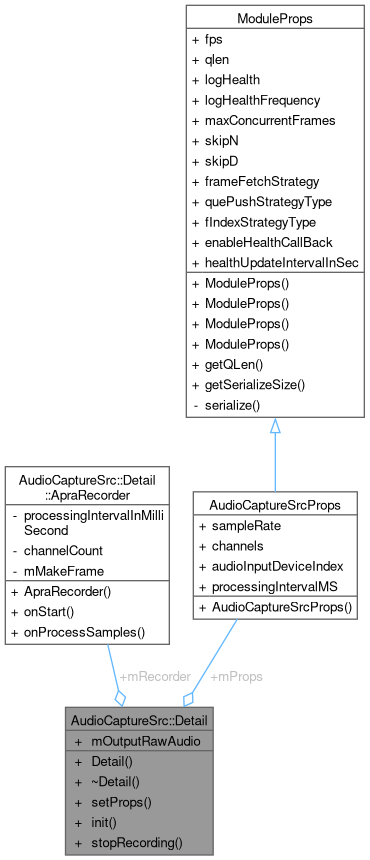 ModuleProps
+ fps
+ qlen
+ logHealth
+ logHealthFrequency
+ maxConcurrentFrames
+ skipN
+ skipD
+ frameFetchStrategy
+ quePushStrategyType
+ fIndexStrategyType
+ enableHealthCallBack
+ healthUpdateIntervalInSec
+ ModuleProps()
+ ModuleProps()
+ ModuleProps()
+ ModuleProps()
+ getQLen()
+ getSerializeSize()
- serialize()
AudioCaptureSrc::Detail
::ApraRecorder
- processingIntervalInMilli
Second
- channelCount
- mMakeFrame
+ ApraRecorder()
+ onStart()
+ onProcessSamples()
AudioCaptureSrcProps
+ sampleRate
+ channels
+ audioInputDeviceIndex
+ processingIntervalMS
+ AudioCaptureSrcProps()
+mRecorder
+mProps
AudioCaptureSrc::Detail
+ mOutputRawAudio
+ Detail()
+ ~Detail()
+ setProps()
+ init()
+ stopRecording()